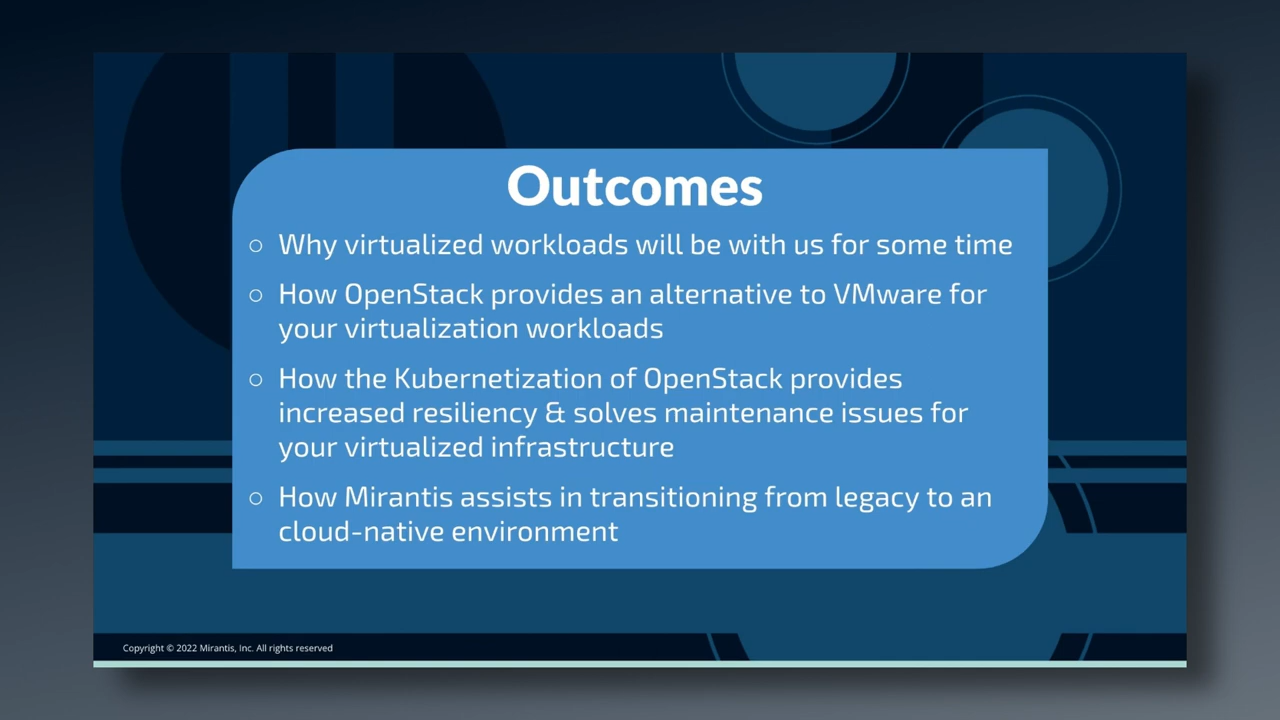 Outcomes
○ Why virtualized workloads will be with us for some time
○ How OpenStack provides an alternative to VMware for
your virtualization workloads
○ How the Kubernetization of OpenStack provides
increased resiliency & solves maintenance issues for
your virtualized infrastructure
○ How Mirantis assists in transitioning from legacy to an
cloud-native environment
Copyright © 2022 Mirantis, Inc. All rights reserved